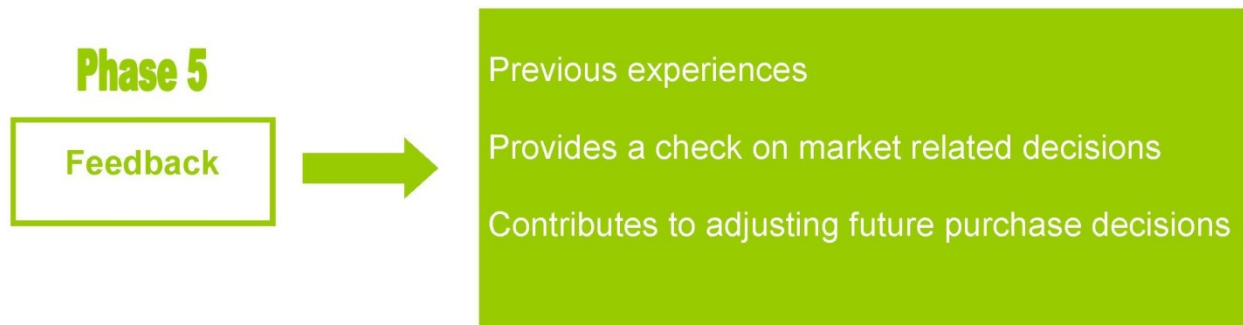 Phase 5
Feedback
Previous experiences
Provides a check on market related decisions
Contributes to adjusting future purchase decisions